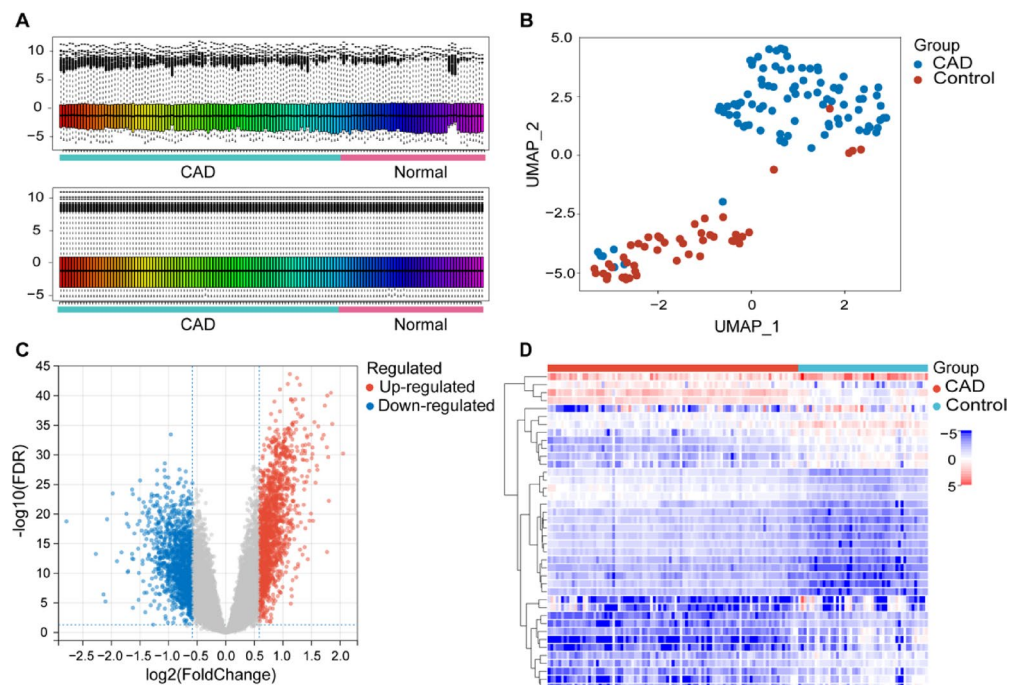 A
10
5
0
−5
CAD
Normal
10
5
0
−5
CAD
Normal
B
5.0
2.5
0.0
−2.5
−5.0
UMAP_2
−2
0
2
UMAP_1
Group
CAD
Control
C
45
40
35
30
25
20
15
10
5
0
-log10(FDR)
−2.5
−2.0
−1.5
−1.0
−0.5
0.0
0.5
1.0
1.5
2.0
log2(FoldChange)
Regulated
Up-regulated
Down-regulated
D
Group
CAD
Control
−5
0
5